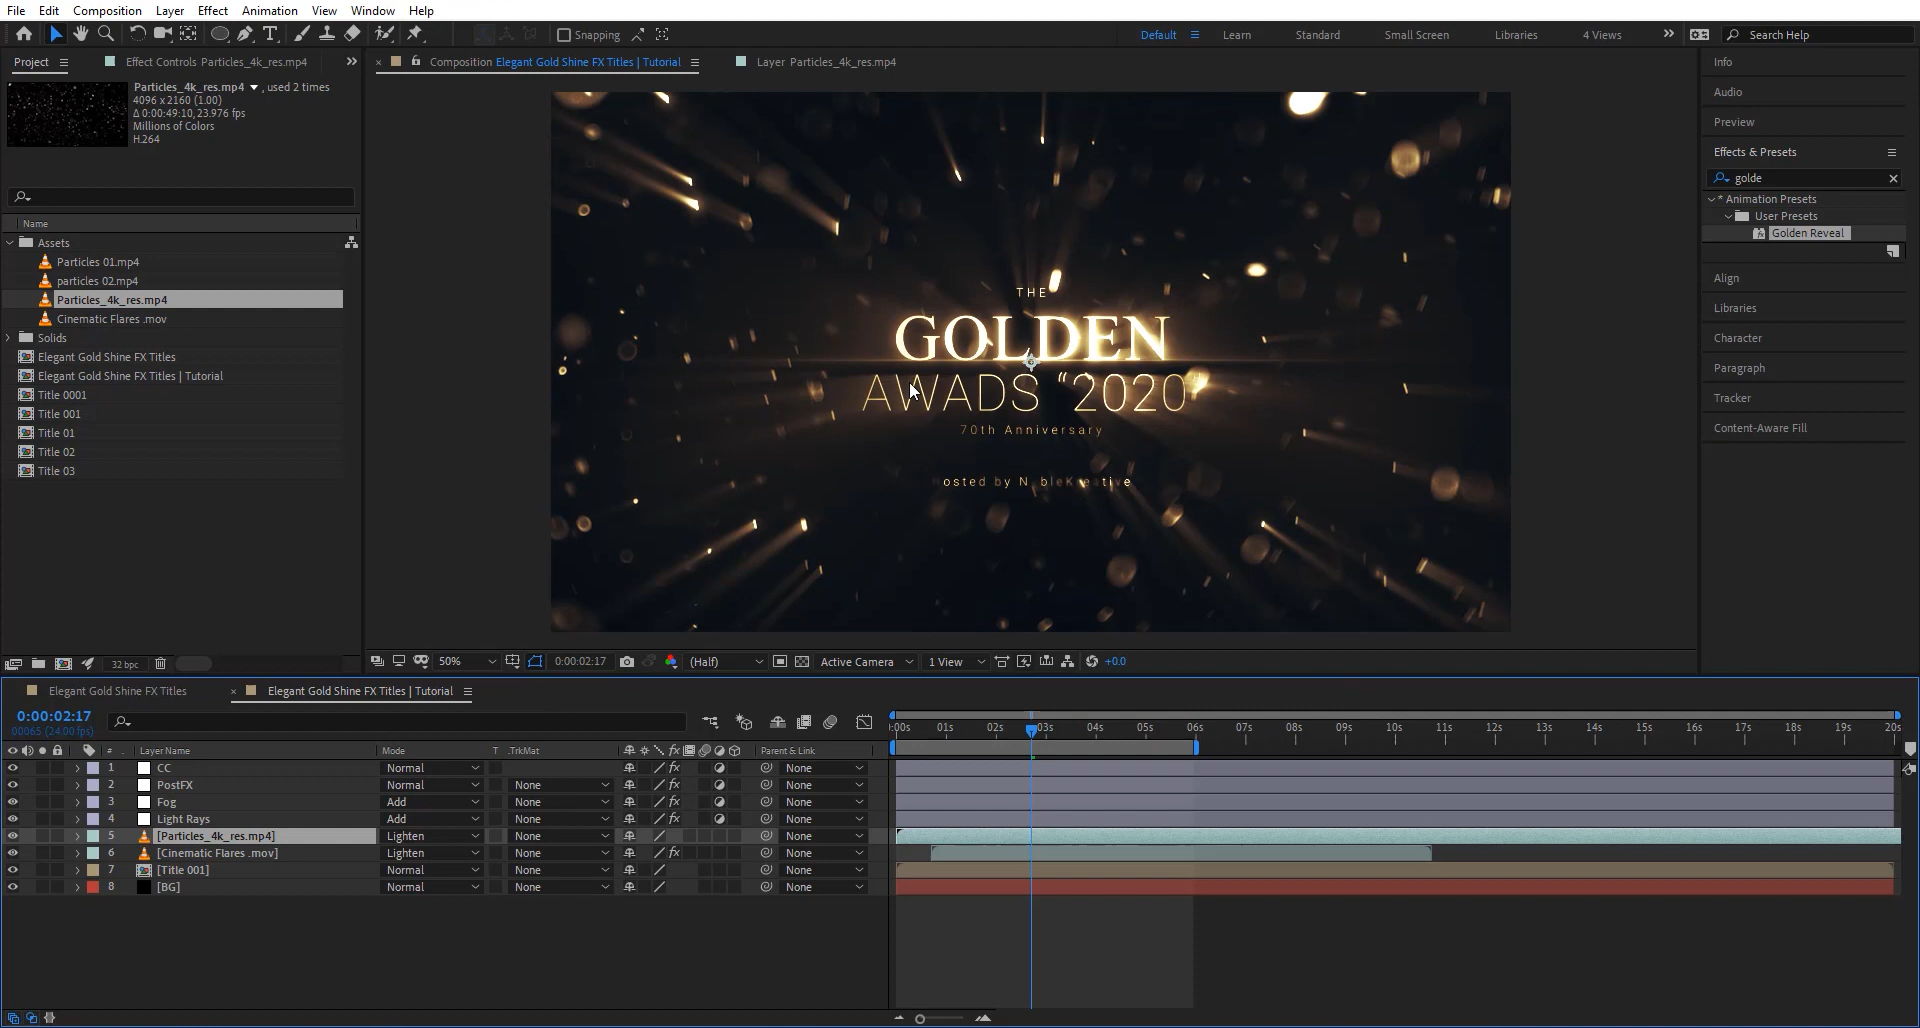 File Edit Composition Layer Effect Animation View Window Help
Snapping Default Learn Standard Small Screen Libraries 4 Views Search Help
Project Effect Controls Particles_4k_res.mp4
Composition Elegant Gold Shine FX Titles | Tutorial Layer Particles_4k_res.mp4
Particles_4k_res.mp4 , used 2 times
4096 x 2160 (1.00)
Δ 0:00:49:10, 23.976 fps
Millions of Colors
H.264
Name
Assets
Particles 01.mp4
particles 02.mp4
Particles_4k_res.mp4
Cinematic Flares .mov
Solids
Elegant Gold Shine FX Titles
Elegant Gold Shine FX Titles | Tutorial
Title 0001
Title 001
Title 01
Title 02
Title 03
32 bpc
THE
GOLDEN
AWADS “2020”
70th Anniversary
osted by N bleK e tive
50% 0:00:02:17 (Half) Active Camera 1 View +0.0
Info
Audio
Preview
Effects & Presets
golde
* Animation Presets
User Presets
Golden Reveal
Align
Libraries
Character
Paragraph
Tracker
Content-Aware Fill
Elegant Gold Shine FX Titles Elegant Gold Shine FX Titles | Tutorial
0:00:02:17
00065 (24.00 fps)
:00s 01s 02s 03s 04s 05s 06s 07s 08s 09s 10s 11s 12s 13s 14s 15s 16s 17s 18s 19s 20s
# Layer Name Mode T .TrkMat fx Parent & Link
1 CC Normal fx None
2 PostFX Normal None fx None
3 Fog Add None fx None
4 Light Rays Add None fx None
5 [Particles_4k_res.mp4] Lighten None None
6 [Cinematic Flares .mov] Lighten None fx None
7 [Title 001] Normal None None
8 [BG] Normal None None